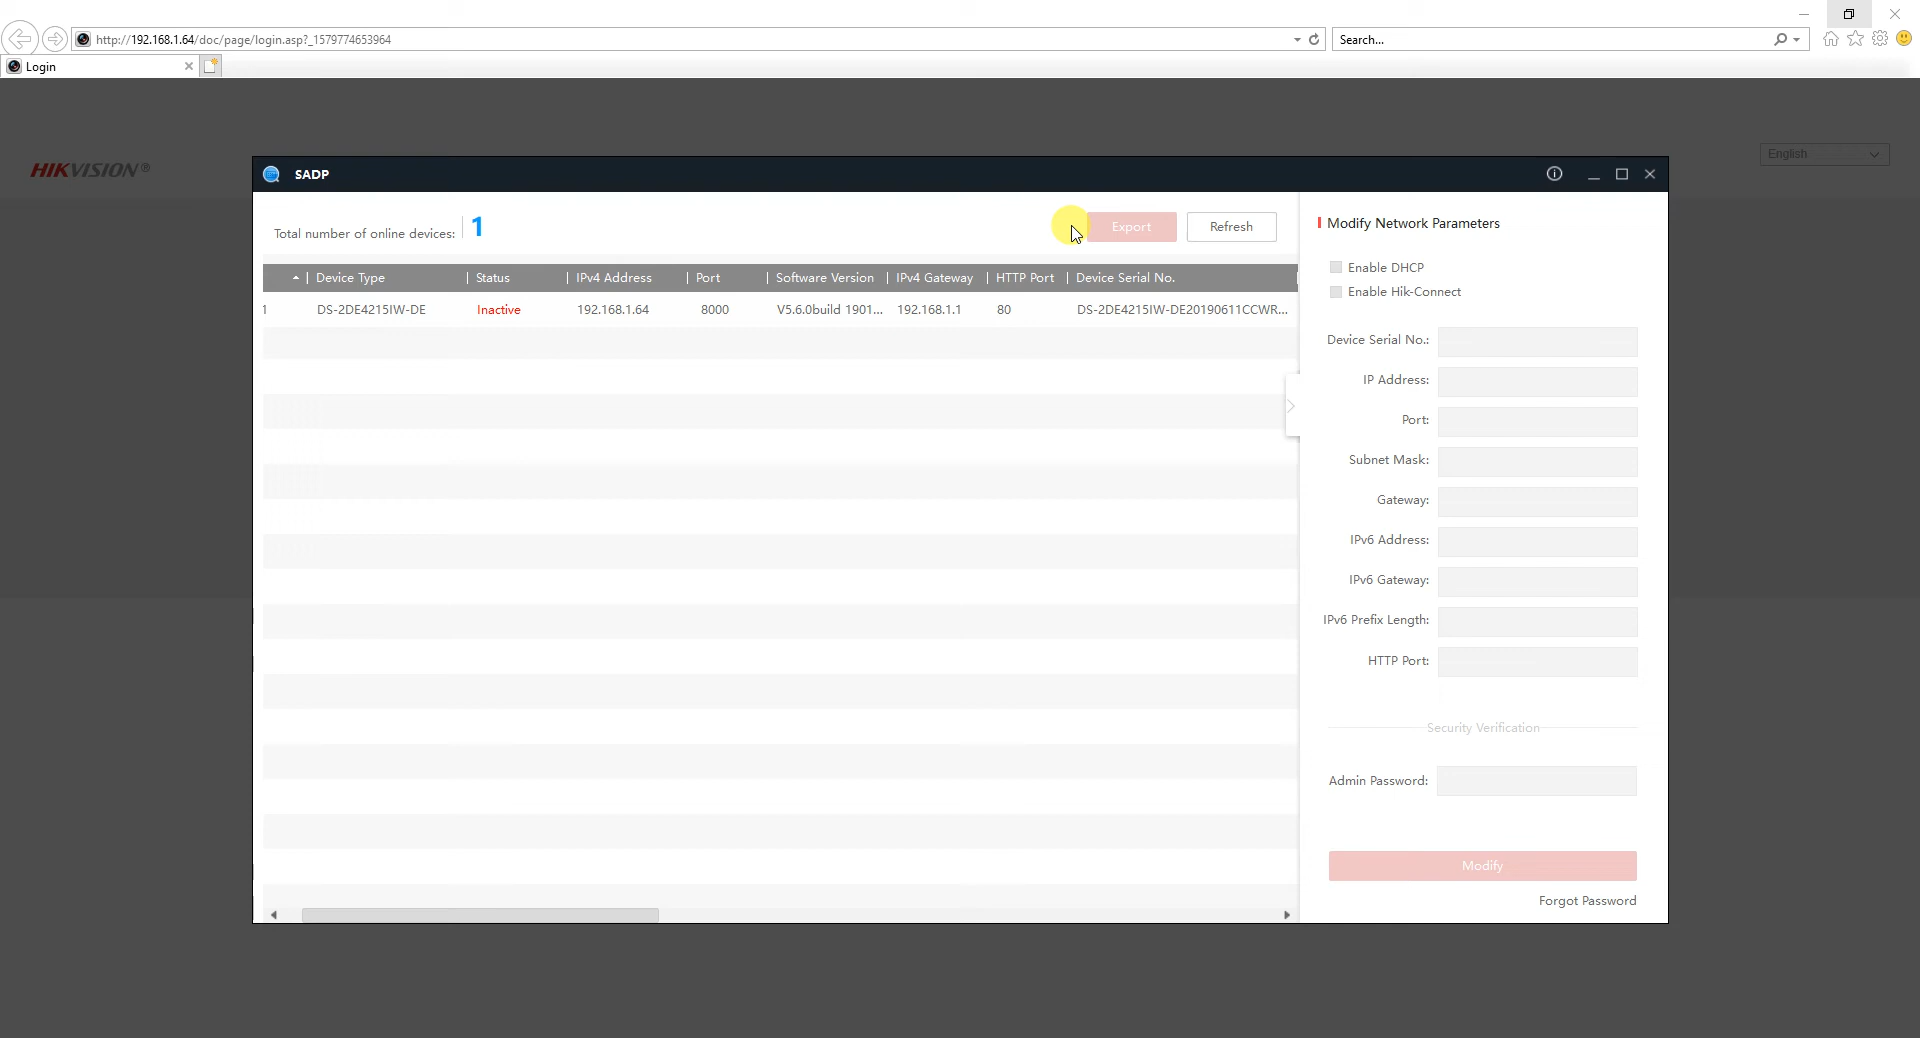 http://192.168.1.64/doc/page/login.asp?_1579774653964
Search...
Login
HIKVISION®
English
SADP
Total number of online devices: 1
Export
Refresh
Device Type Status IPv4 Address Port Software Version IPv4 Gateway HTTP Port Device Serial No.
1 DS-2DE4215IW-DE Inactive 192.168.1.64 8000 V5.6.0build 1901... 192.168.1.1 80 DS-2DE4215IW-DE20190611CCWR...
Modify Network Parameters
Enable DHCP
Enable Hik-Connect
Device Serial No.:
IP Address:
Port:
Subnet Mask:
Gateway:
IPv6 Address:
IPv6 Gateway:
IPv6 Prefix Length:
HTTP Port:
Security Verification
Admin Password:
Modify
Forgot Password